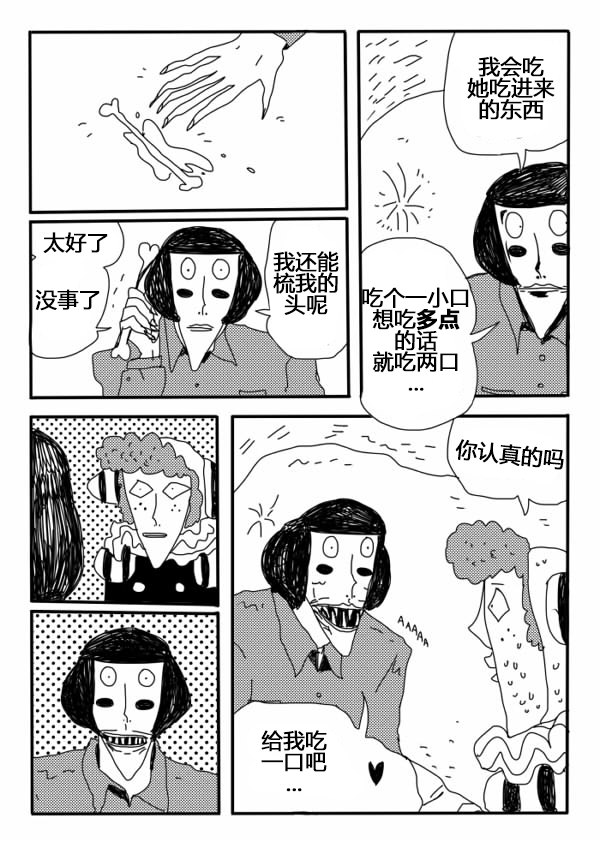 太好了
没事了
我还能
梳我的
头呢
我会吃
她吃进来
的东西
吃个一小口
想吃多点
的话
就吃两口
...
你认真的吗
AAAAA
给我吃
一口吧
...